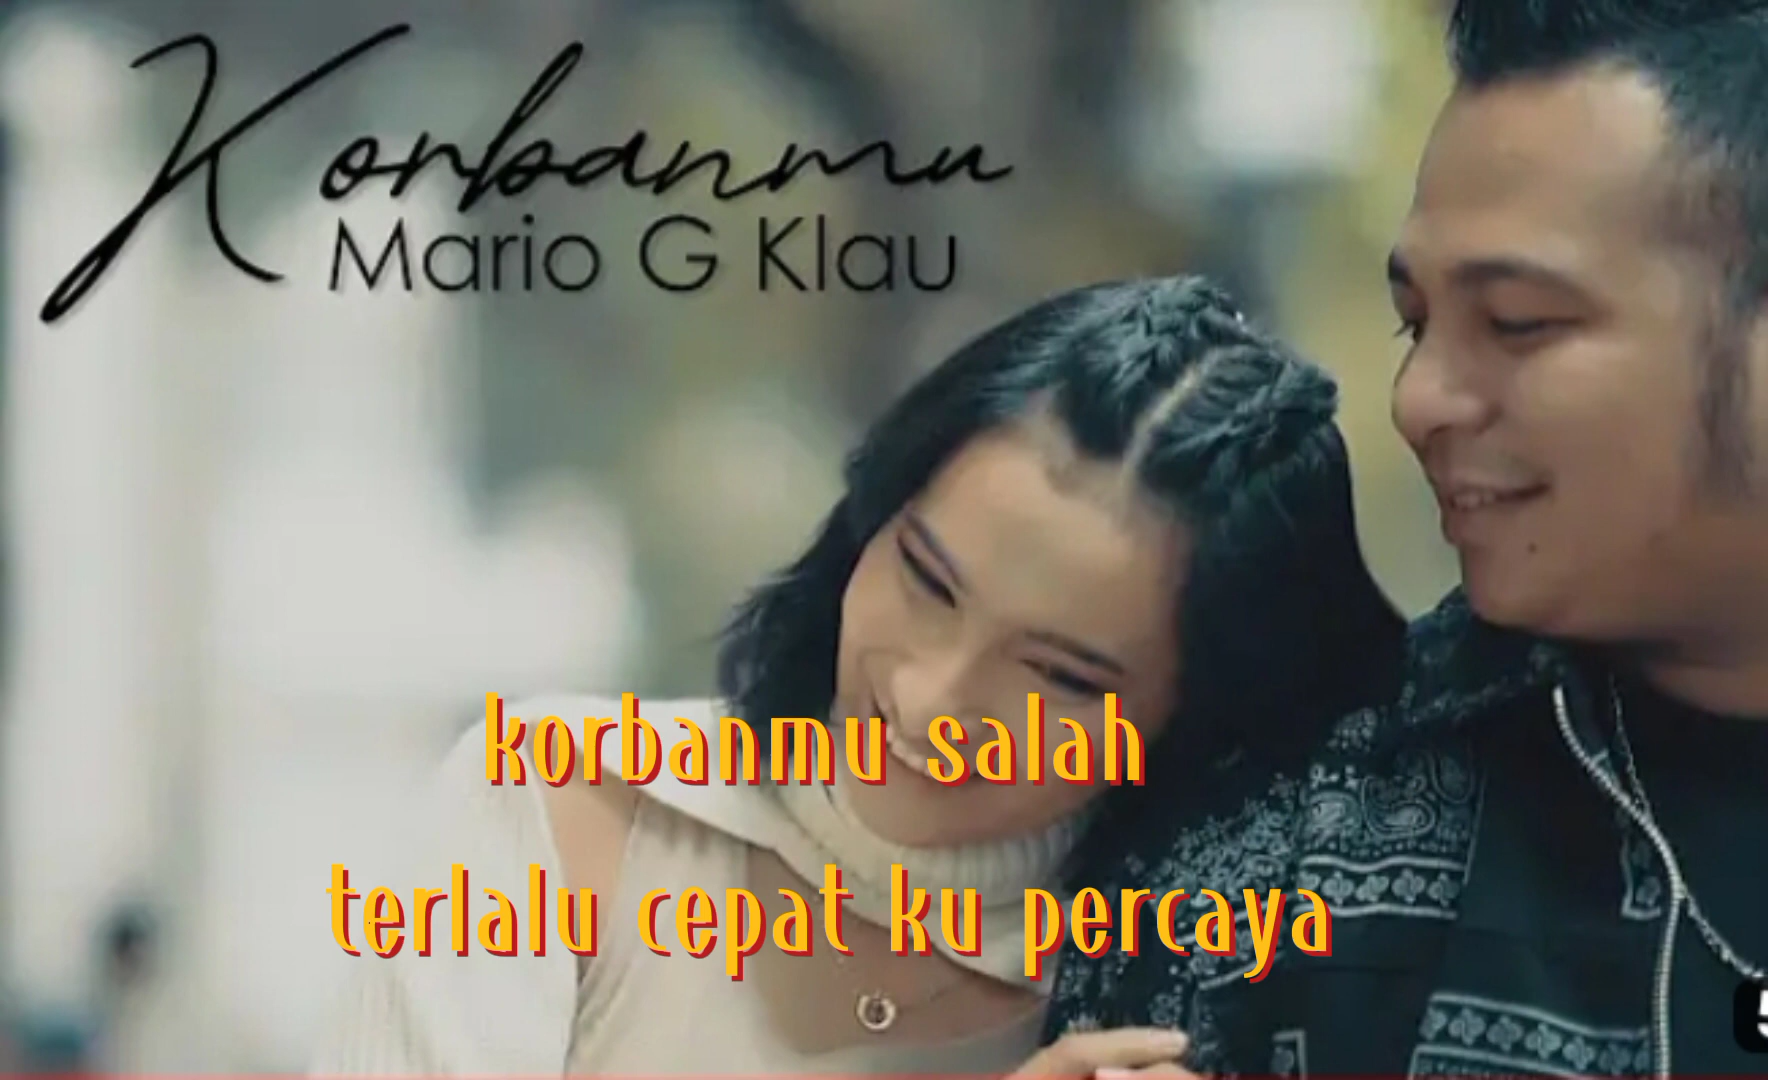 Korbanmu
Mario G Klau
korbanmu salah
terlalu cepat ku percaya